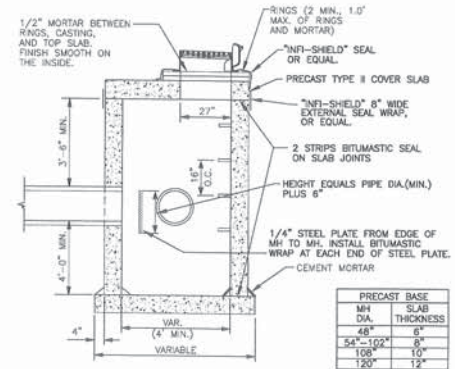 1/2" MORTAR BETWEEN
RINGS, CASTING,
AND TOP SLAB.
FINISH SMOOTH ON
THE INSIDE.
RINGS (2 MIN., 1.0'
MAX. OF RINGS
AND MORTAR)
"INFI-SHIELD" SEAL
OR EQUAL.
PRECAST TYPE II COVER SLAB
27"
"INFI-SHIELD" 8" WIDE
EXTERNAL SEAL WRAP,
OR EQUAL.
3'-6" MIN.
2 STRIPS BITUMASTIC SEAL
ON SLAB JOINTS
16"
O.C.
HEIGHT EQUALS PIPE DIA.(MIN.)
PLUS 6"
4'-0" MIN.
1/4" STEEL PLATE FROM EDGE OF
MH TO MH. INSTALL BITUMASTIC
WRAP AT EACH END OF STEEL PLATE.
CEMENT MORTAR
4"
VAR.
(4' MIN.)
VARIABLE
PRECAST BASE
MH DIA. SLAB THICKNESS
48" 6"
54"-102" 8"
108" 10"
120" 12"